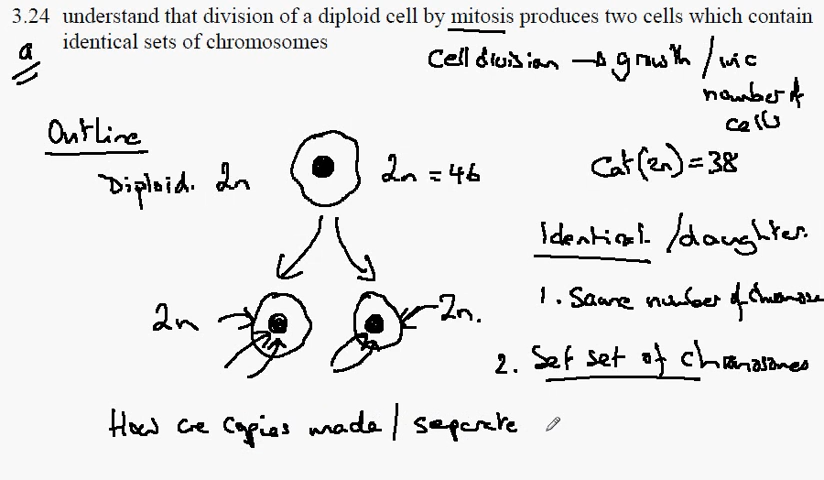 3.24 understand that division of a diploid cell by mitosis produces two cells which contain
identical sets of chromosomes
a
Cell division → growth / inc
number of
cells
Outline
Diploid. 2n
2n = 46
Cat (2n) = 38
Identical /daughter.
2n
2n.
1. Same number of chromosome
2. Set set of chromosomes
How are copies made / seperate